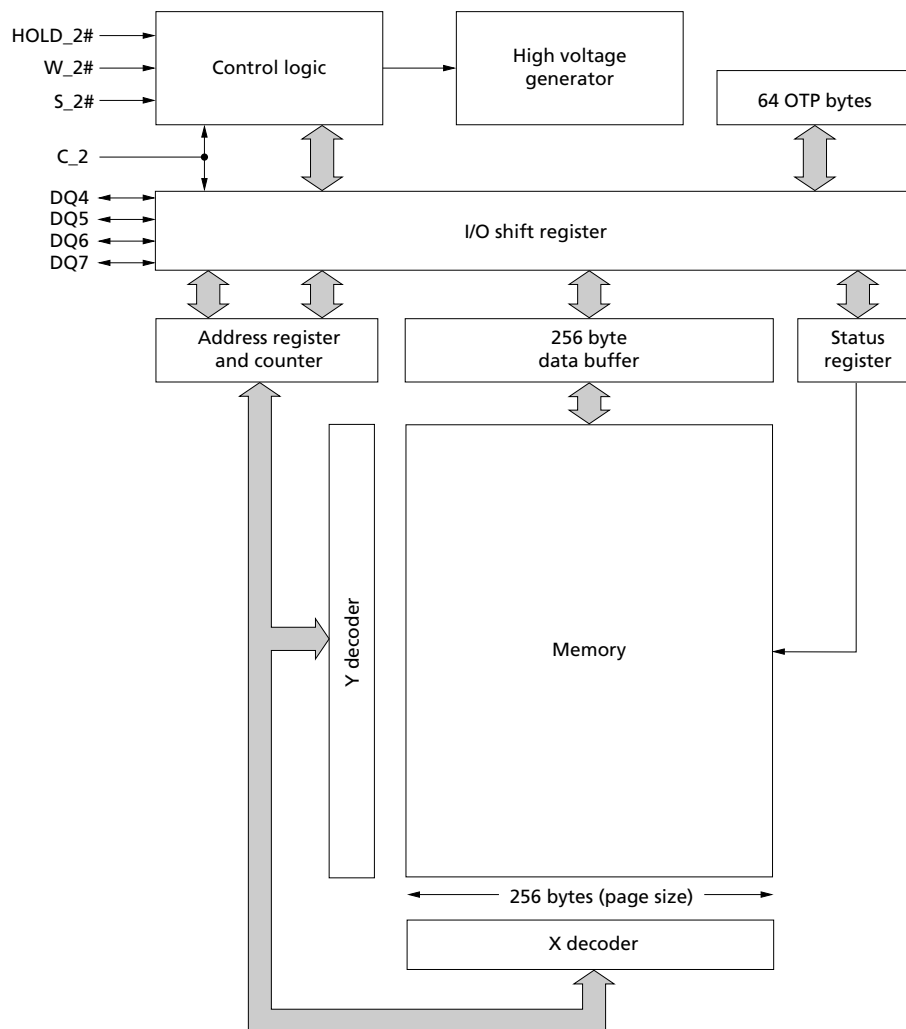 HOLD_2#
W_2#
S_2#
Control logic
High voltage
generator
64 OTP bytes
C_2
DQ4
DQ5
DQ6
DQ7
I/O shift register
Address register
and counter
256 byte
data buffer
Status
register
Y decoder
Memory
256 bytes (page size)
X decoder